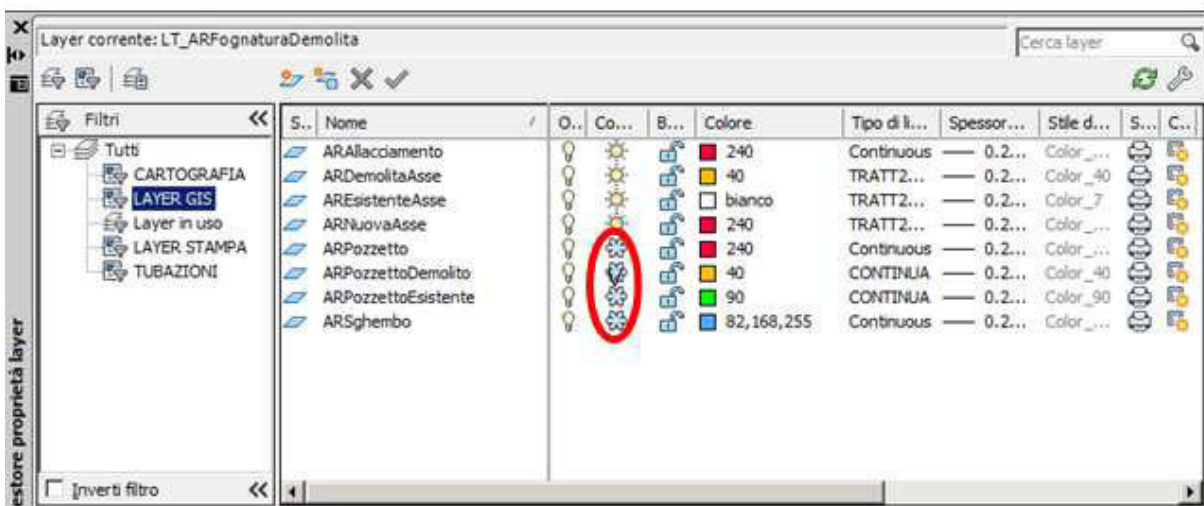 Layer corrente: LT_ARFognaturaDemolita
Cerca layer
Filtri
S.. Nome O.. Co... B... Colore Tipo di li... Spessor... Stile d... S... C...
Tutti
CARTOGRAFIA
LAYER GIS
Layer in uso
LAYER STAMPA
TUBAZIONI
ARAllacciamento 240 Continuous 0.2... Color_...
ARDemolitaAsse 40 TRATT2... 0.2... Color_40
AREsistenteAsse bianco TRATT2... 0.2... Color_7
ARNuovaAsse 240 TRATT2... 0.2... Color_...
ARPozzetto 240 Continuous 0.2... Color_...
ARPozzettoDemolito 40 CONTINUA 0.2... Color_40
ARPozzettoEsistente 90 CONTINUA 0.2... Color_90
ARSghembo 82,168,255 Continuous 0.2... Color_...
Inverti filtro
estore proprietà layer